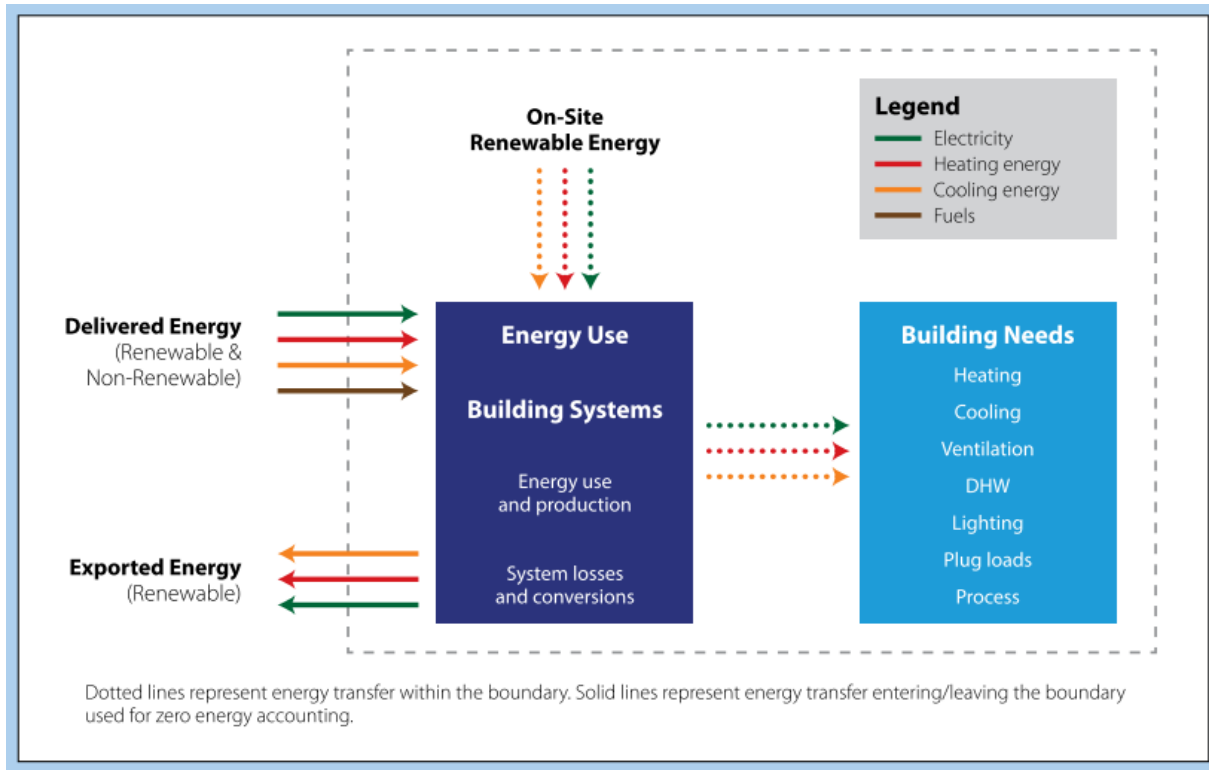 On-Site
Renewable Energy
Legend
Electricity
Heating energy
Cooling energy
Fuels
Delivered Energy
(Renewable &
Non-Renewable)
Energy Use
Building Systems
Energy use
and production
System losses
and conversions
Building Needs
Heating
Cooling
Ventilation
DHW
Lighting
Plug loads
Process
Exported Energy
(Renewable)
Dotted lines represent energy transfer within the boundary. Solid lines represent energy transfer entering/leaving the boundary
used for zero energy accounting.